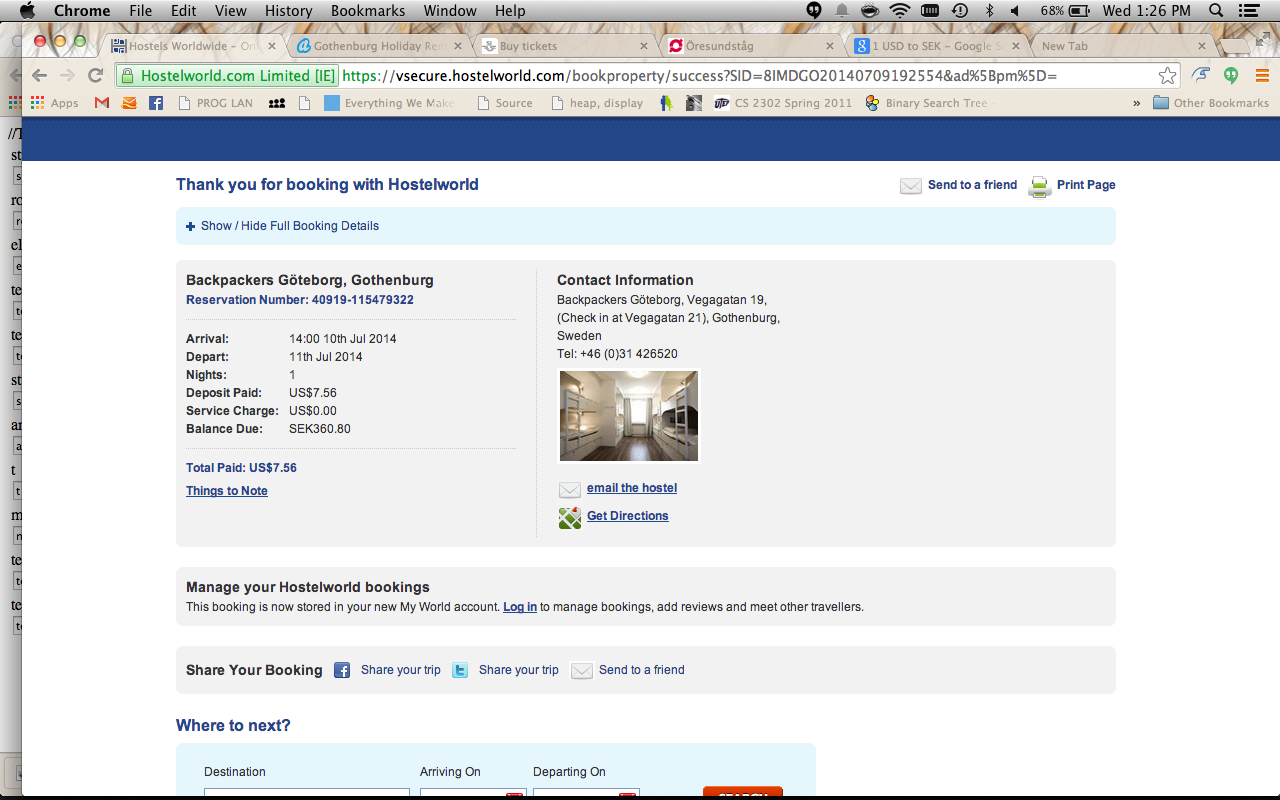 Chrome File Edit View History Bookmarks Window Help 68% Wed 1:26 PM
Hostels Worldwide – Onl Gothenburg Holiday Ren Buy tickets Öresundståg 1 USD to SEK – Google S New Tab
Hostelworld.com Limited [IE] https://vsecure.hostelworld.com/bookproperty/success?SID=8IMDGO20140709192554&ad%5Bpm%5D=
Apps PROG LAN Everything We Make Source heap, display UTEP CS 2302 Spring 2011 Binary Search Tree - » Other Bookmarks
Thank you for booking with Hostelworld
Send to a friend Print Page
Show / Hide Full Booking Details
Backpackers Göteborg, Gothenburg
Reservation Number: 40919-115479322
Arrival: 14:00 10th Jul 2014
Depart: 11th Jul 2014
Nights: 1
Deposit Paid: US$7.56
Service Charge: US$0.00
Balance Due: SEK360.80
Total Paid: US$7.56
Things to Note
Contact Information
Backpackers Göteborg, Vegagatan 19,
(Check in at Vegagatan 21), Gothenburg,
Sweden
Tel: +46 (0)31 426520
email the hostel
Get Directions
Manage your Hostelworld bookings
This booking is now stored in your new My World account. Log in to manage bookings, add reviews and meet other travellers.
Share Your Booking Share your trip Share your trip Send to a friend
Where to next?
Destination Arriving On Departing On
SEARCH